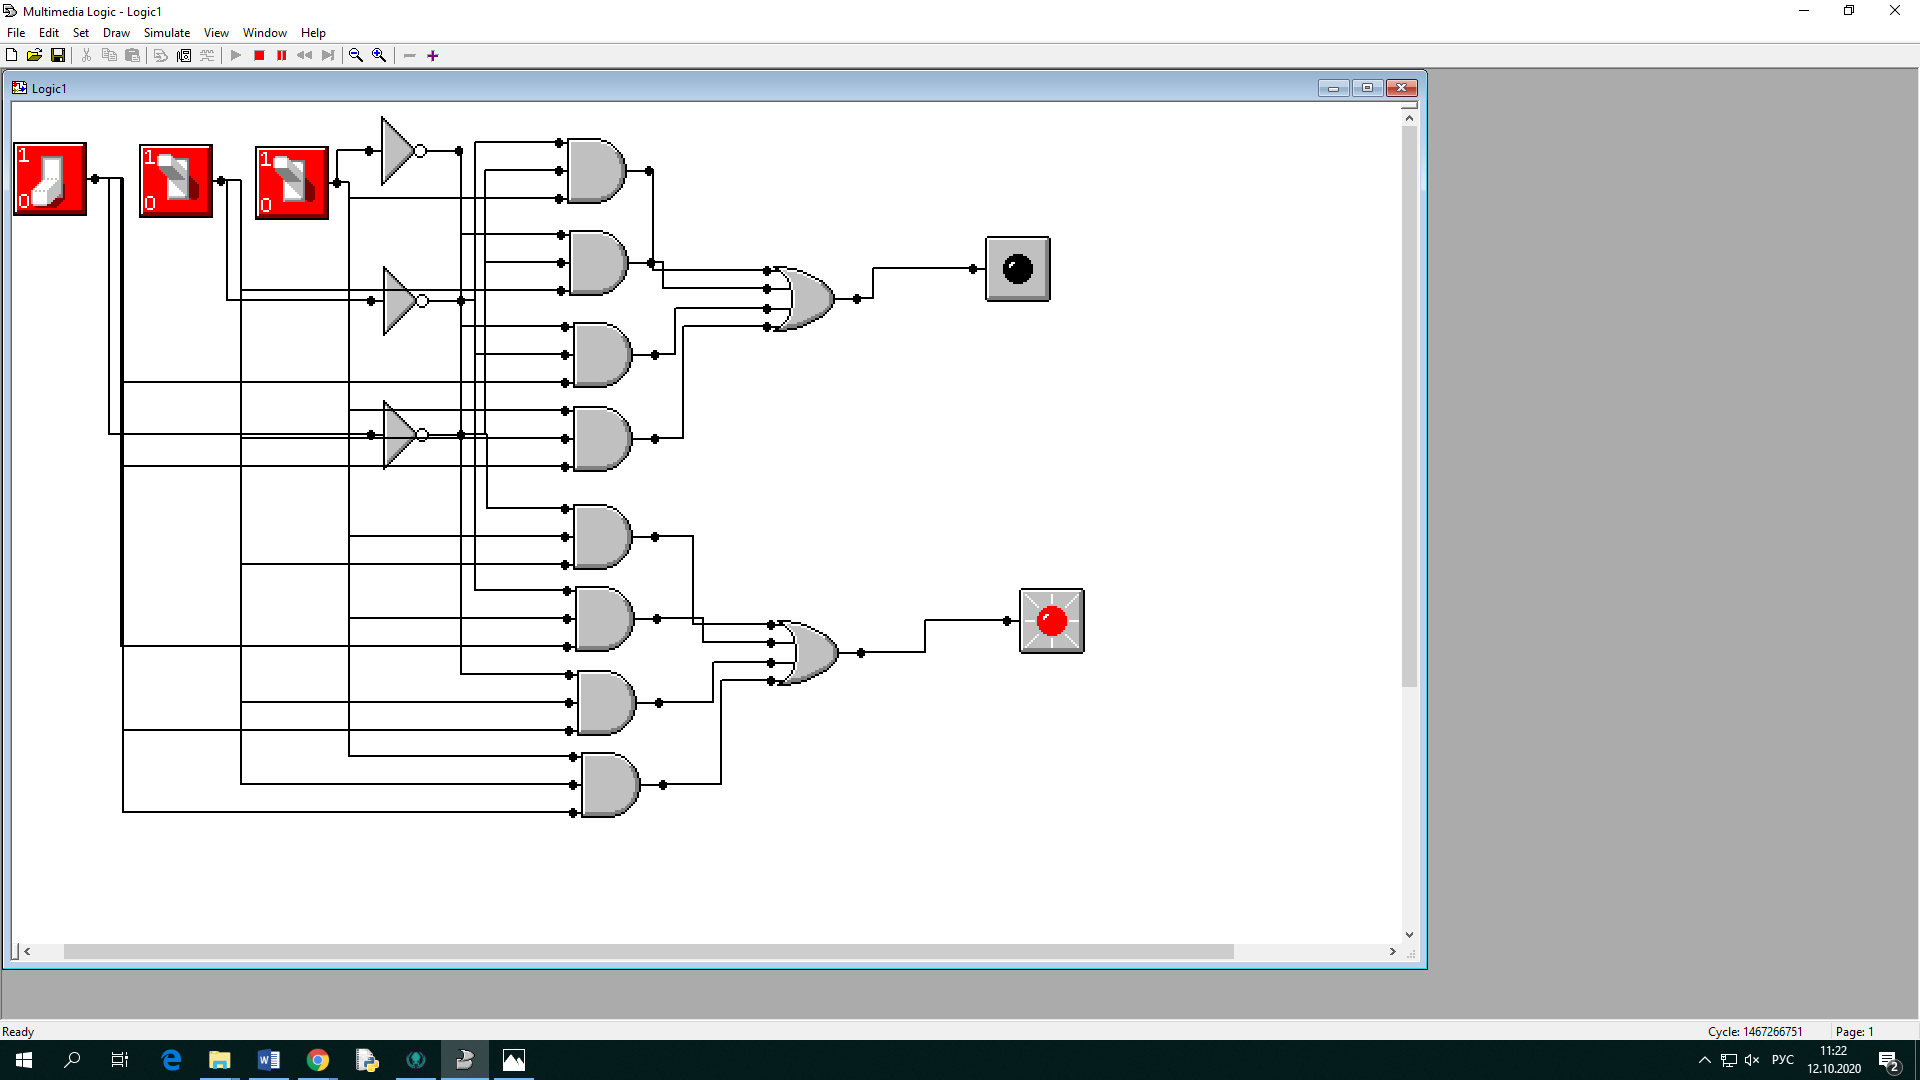 Multimedia Logic - Logic1
File Edit Set Draw Simulate View Window Help
Logic1
1 1 1
0 0 0
Ready Cycle: 1467266751 Page: 1
РУС 11:22
12.10.2020 2